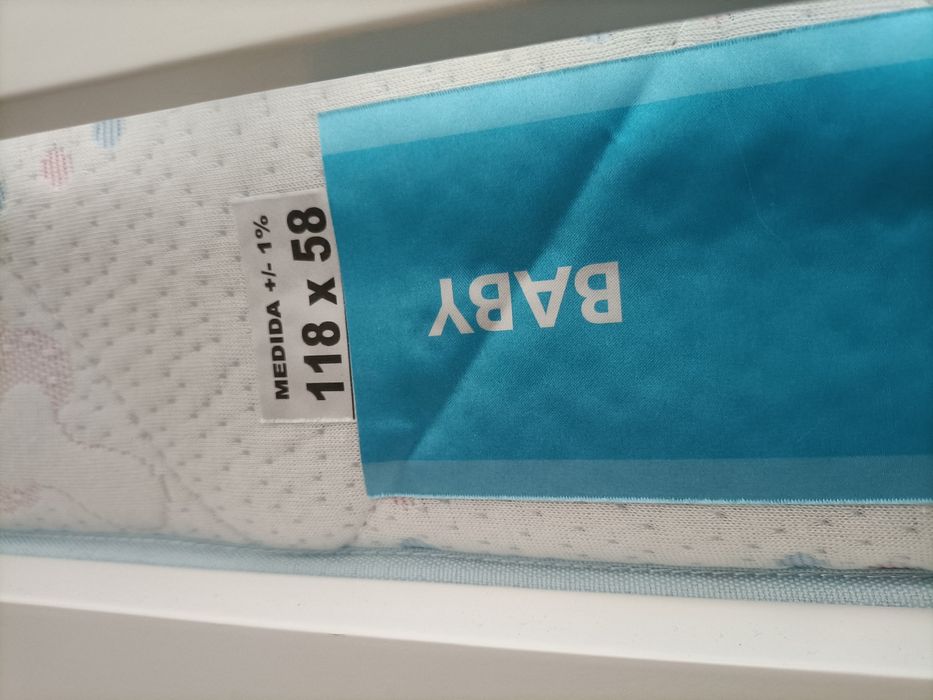 MEDIDA +/- 1%
118 x 58
BABY